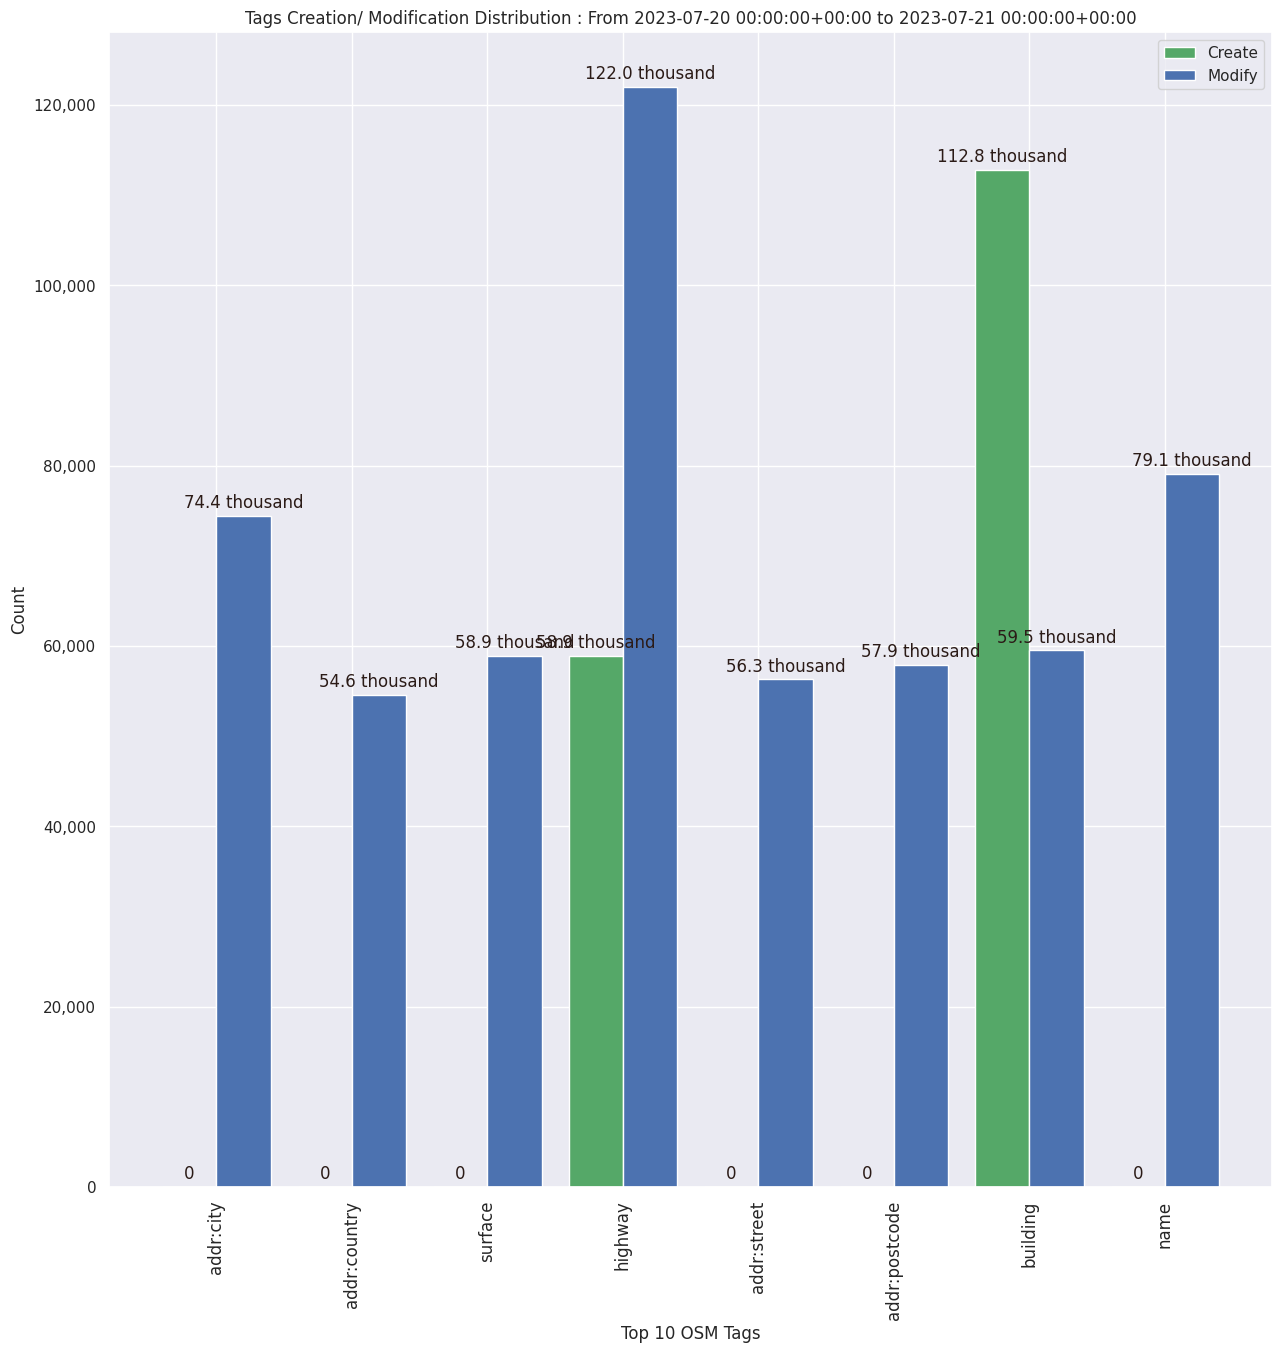 Tags Creation/ Modification Distribution : From 2023-07-20 00:00:00+00:00 to 2023-07-21 00:00:00+00:00
Create
Modify
122.0 thousand
120,000
112.8 thousand
100,000
80,000
79.1 thousand
74.4 thousand
Count
60,000
58.9 thousand
58.9 thousand
59.5 thousand
57.9 thousand
56.3 thousand
54.6 thousand
40,000
20,000
0
0
0
0
0
0
0
addr:city
addr:country
surface
highway
addr:street
addr:postcode
building
name
Top 10 OSM Tags